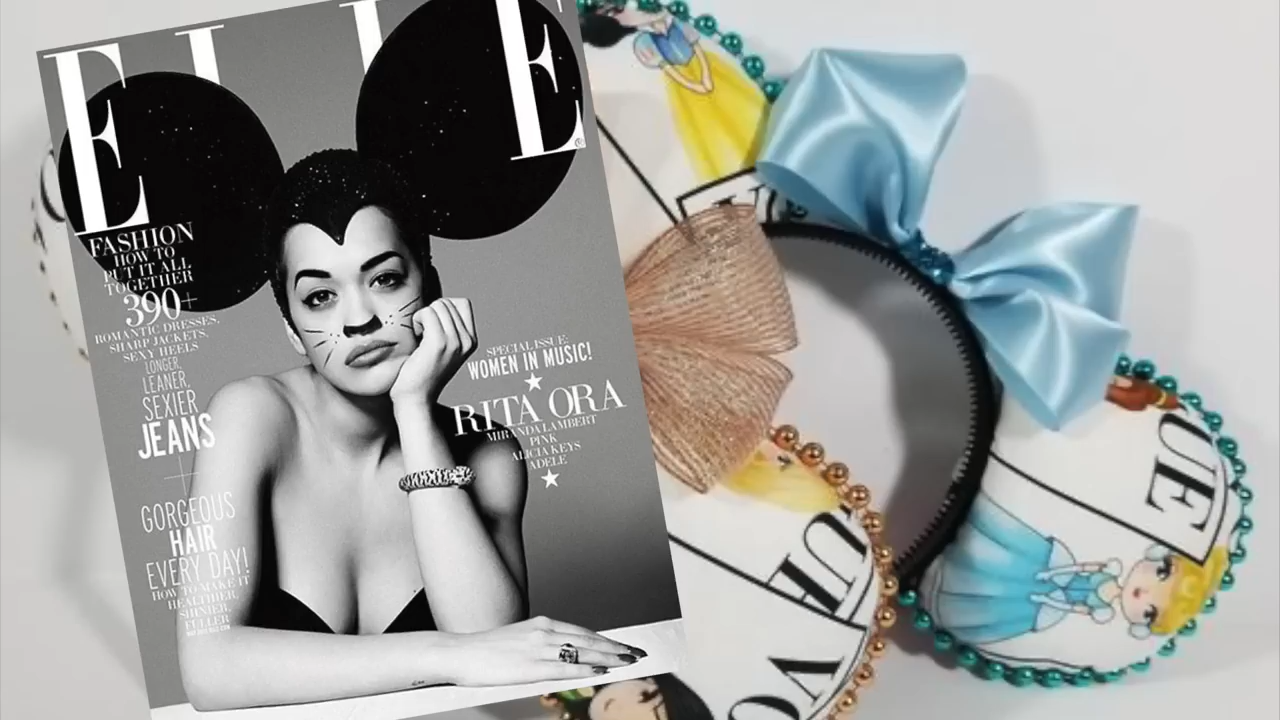 ELLE
FASHION
HOW TO
PUT IT ALL
TOGETHER
390+
ROMANTIC DRESSES,
SHARP JACKETS,
SEXY HEELS
LONGER,
LEANER,
SEXIER
JEANS
GORGEOUS
HAIR
EVERY DAY!
HOW TO MAKE IT
HEALTHIER,
SHINIER,
FULLER
SPECIAL ISSUE:
WOMEN IN MUSIC!
RITA ORA
MIRANDA LAMBERT
PINK
ALICIA KEYS
ADELE
UE
VO